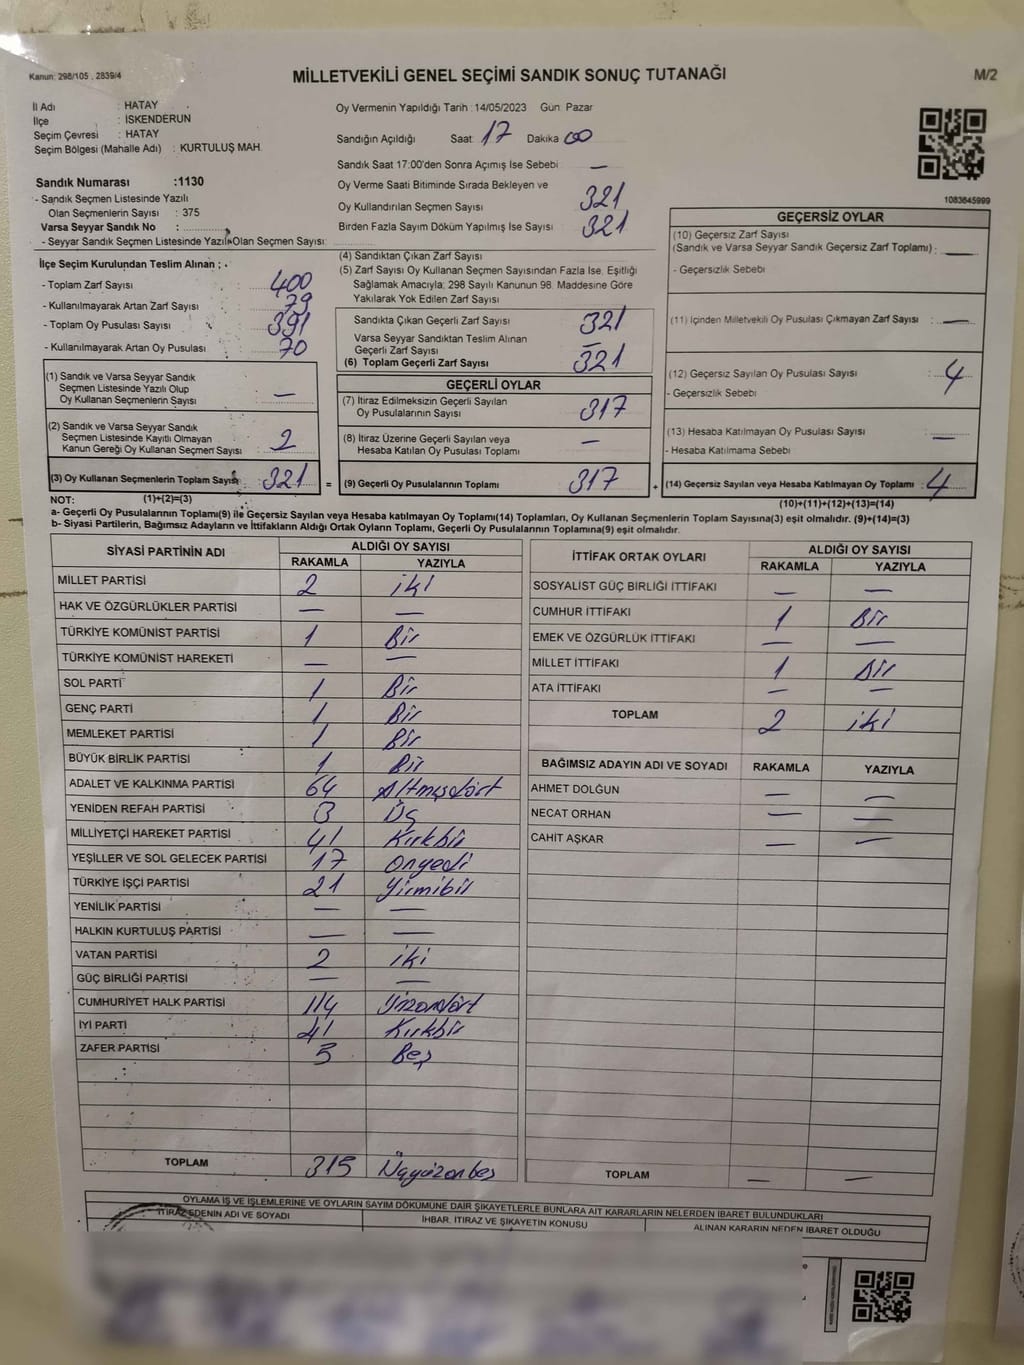 Kanun: 298/105 , 2839/4
MİLLETVEKİLİ GENEL SEÇİMİ SANDIK SONUÇ TUTANAĞI
M/2
İl Adı : HATAY
İlçe : İSKENDERUN
Seçim Çevresi : HATAY
Seçim Bölgesi (Mahalle Adı) : KURTULUŞ MAH.
Sandık Numarası :1130
- Sandık Seçmen Listesinde Yazılı
Olan Seçmenlerin Sayısı : 375
Varsa Seyyar Sandık No :
- Seyyar Sandık Seçmen Listesinde Yazılı Olan Seçmen Sayısı:
İlçe Seçim Kurulundan Teslim Alınan ;
- Toplam Zarf Sayısı 400
- Kullanılmayarak Artan Zarf Sayısı 79
- Toplam Oy Pusulası Sayısı 391
- Kullanılmayarak Artan Oy Pusulası 70
(1) Sandık ve Varsa Seyyar Sandık
Seçmen Listesinde Yazılı Olup
Oy Kullanan Seçmenlerin Sayısı —
(2) Sandık ve Varsa Seyyar Sandık
Seçmen Listesinde Kayıtlı Olmayan
Kanun Gereği Oy Kullanan Seçmen Sayısı 2
(3) Oy Kullanan Seçmenlerin Toplam Sayısı 321 =
Oy Vermenin Yapıldığı Tarih : 14/05/2023 Gün: Pazar
Sandığın Açıldığı Saat: 17 Dakika 00
Sandık Saat 17:00'den Sonra Açımış İse Sebebi —
Oy Verme Saati Bitiminde Sırada Bekleyen ve
Oy Kullandırılan Seçmen Sayısı 321
Birden Fazla Sayım Döküm Yapılmış İse Sayısı 321
(4) Sandıktan Çıkan Zarf Sayısı
(5) Zarf Sayısı Oy Kullanan Seçmen Sayısından Fazla İse, Eşitliği
Sağlamak Amacıyla; 298 Sayılı Kanunun 98. Maddesine Göre
Yakılarak Yok Edilen Zarf Sayısı
Sandıkta Çıkan Geçerli Zarf Sayısı 321
Varsa Seyyar Sandıktan Teslim Alınan
Geçerli Zarf Sayısı —
(6) Toplam Geçerli Zarf Sayısı 321
GEÇERLİ OYLAR
(7) İtiraz Edilmeksizin Geçerli Sayılan
Oy Pusulalarının Sayısı 317
(8) İtiraz Üzerine Geçerli Sayılan veya
Hesaba Katılan Oy Pusulası Toplamı —
(9) Geçerli Oy Pusulalarının Toplamı 317 +
1083645999
GEÇERSİZ OYLAR
(10) Geçersiz Zarf Sayısı
(Sandık ve Varsa Seyyar Sandık Geçersiz Zarf Toplamı) : —
- Geçersizlik Sebebi
(11) İçinden Milletvekili Oy Pusulası Çıkmayan Zarf Sayısı : —
(12) Geçersiz Sayılan Oy Pusulası Sayısı : 4
- Geçersizlik Sebebi
(13) Hesaba Katılmayan Oy Pusulası Sayısı : —
- Hesaba Katılmama Sebebi
(14) Geçersiz Sayılan veya Hesaba Katılmayan Oy Toplamı : 4
NOT: (1)+(2)=(3)
(10)+(11)+(12)+(13)=(14)
a- Geçerli Oy Pusulalarının Toplamı(9) ile Geçersiz Sayılan veya Hesaba Katılmayan Oy Toplamı(14) Toplamları, Oy Kullanan Seçmenlerin Toplam Sayısına(3) eşit olmalıdır. (9)+(14)=(3)
b- Siyasi Partilerin, Bağımsız Adayların ve İttifakların Aldığı Ortak Oyların Toplamı, Geçerli Oy Pusulalarının Toplamına(9) eşit olmalıdır.
SİYASİ PARTİNİN ADI ALDIĞI OY SAYISI
RAKAMLA YAZIYLA
MİLLET PARTİSİ 2 iki
HAK VE ÖZGÜRLÜKLER PARTİSİ — —
TÜRKİYE KOMÜNİST PARTİSİ 1 Bir
TÜRKİYE KOMÜNİST HAREKETİ — —
SOL PARTİ 1 Bir
GENÇ PARTİ 1 Bir
MEMLEKET PARTİSİ 1 Bir
BÜYÜK BİRLİK PARTİSİ 1 Bir
ADALET VE KALKINMA PARTİSİ 64 Altmışdört
YENİDEN REFAH PARTİSİ 3 Üç
MİLLİYETÇİ HAREKET PARTİSİ 41 Kırkbir
YEŞİLLER VE SOL GELECEK PARTİSİ 17 Onyedi
TÜRKİYE İŞÇİ PARTİSİ 21 Yirmibir
YENİLİK PARTİSİ — —
HALKIN KURTULUŞ PARTİSİ — —
VATAN PARTİSİ 2 iki
GÜÇ BİRLİĞİ PARTİSİ — —
CUMHURİYET HALK PARTİSİ 114 Yüzondört
İYİ PARTİ 41 Kırkbir
ZAFER PARTİSİ 5 Beş
TOPLAM 315 Üçyüzonbeş
İTTİFAK ORTAK OYLARI ALDIĞI OY SAYISI
RAKAMLA YAZIYLA
SOSYALİST GÜÇ BİRLİĞİ İTTİFAKI — —
CUMHUR İTTİFAKI 1 Bir
EMEK VE ÖZGÜRLÜK İTTİFAKI — —
MİLLET İTTİFAKI 1 Bir
ATA İTTİFAKI — —
TOPLAM 2 iki
BAĞIMSIZ ADAYIN ADI VE SOYADI RAKAMLA YAZIYLA
AHMET DOLĞUN — —
NECAT ORHAN — —
CAHİT AŞKAR — —
TOPLAM — —
OYLAMA İŞ VE İŞLEMLERİNE VE OYLARIN SAYIM DÖKÜMÜNE DAİR ŞİKAYETLERLE BUNLARA AİT KARARLARIN NELERDEN İBARET BULUNDUKLARI
İTİRAZ EDENİN ADI VE SOYADI İHBAR, İTİRAZ VE ŞİKAYETİN KONUSU ALINAN KARARIN NEDEN İBARET OLDUĞU